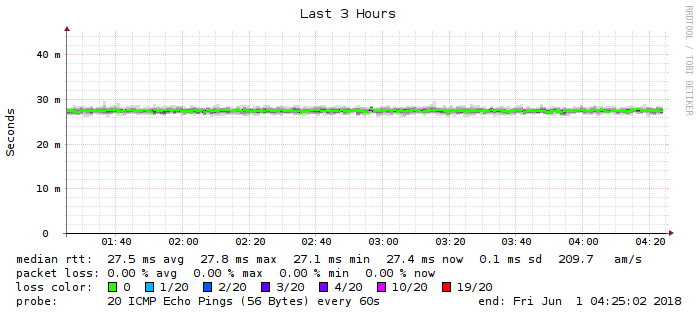 Last 3 Hours
RRDTOOL / TOBI OETIKER
Seconds
40 m
30 m
20 m
10 m
0
01:40 02:00 02:20 02:40 03:00 03:20 03:40 04:00 04:20
median rtt: 27.5 ms avg 27.8 ms max 27.1 ms min 27.4 ms now 0.1 ms sd 209.7 am/s
packet loss: 0.00 % avg 0.00 % max 0.00 % min 0.00 % now
loss color: 0 1/20 2/20 3/20 4/20 10/20 19/20
probe: 20 ICMP Echo Pings (56 Bytes) every 60s end: Fri Jun 1 04:25:02 2018